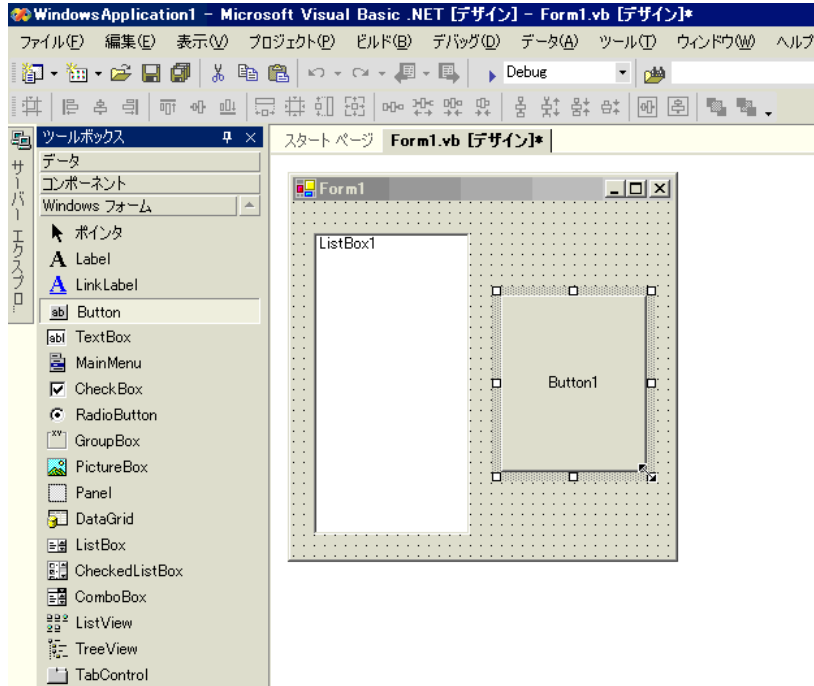 WindowsApplication1 - Microsoft Visual Basic .NET [デザイン] - Form1.vb [デザイン]*
ファイル(F) 編集(E) 表示(V) プロジェクト(P) ビルド(B) デバッグ(D) データ(A) ツール(T) ウィンドウ(W) ヘルプ
Debug
サーバー エクスプロ...
ツールボックス
データ
コンポーネント
Windows フォーム
ポインタ
A Label
A LinkLabel
ab Button
abl TextBox
MainMenu
CheckBox
RadioButton
XY GroupBox
PictureBox
Panel
DataGrid
ListBox
CheckedListBox
ComboBox
ListView
TreeView
TabControl
スタート ページ Form1.vb [デザイン]*
Form1
ListBox1
Button1